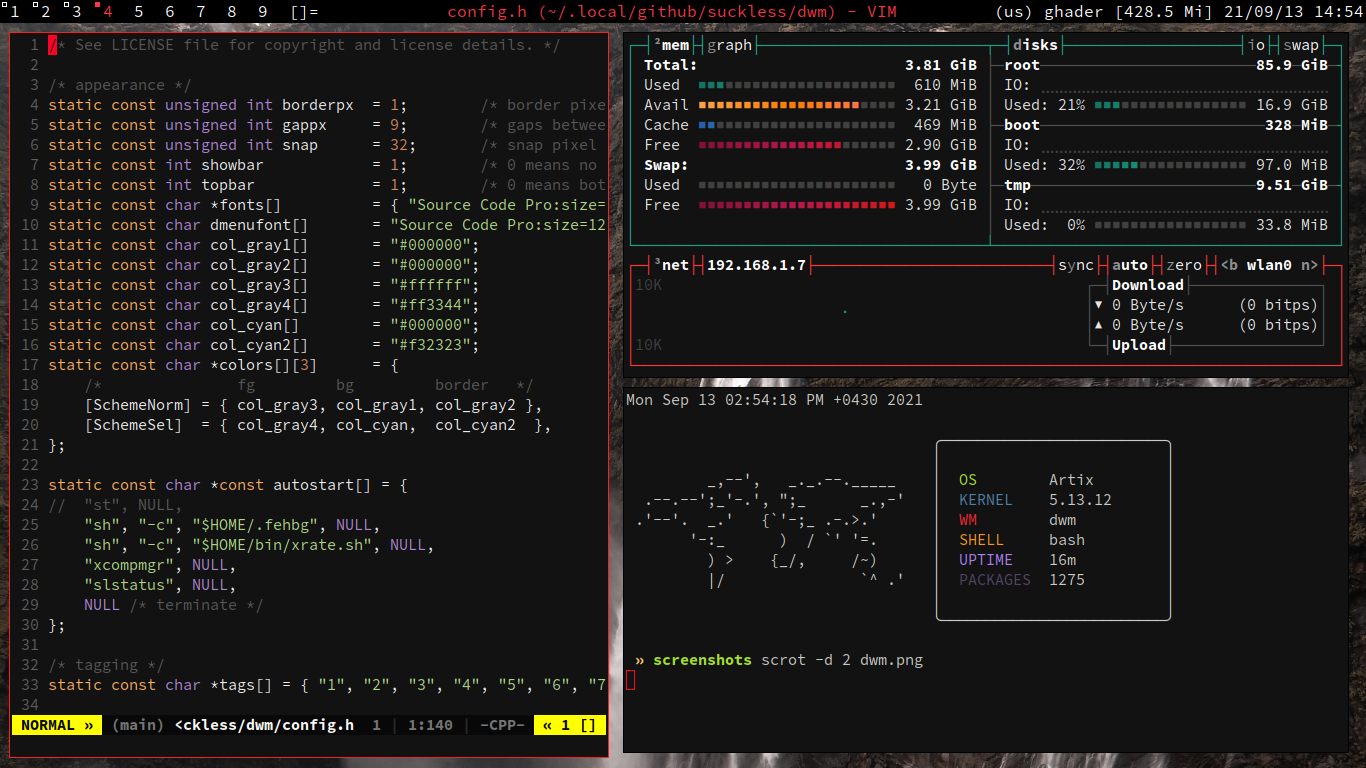 1 2 3 4 5 6 7 8 9 []= config.h (~/.local/github/suckless/dwm) - VIM (us) ghader [428.5 Mi] 21/09/13 14:54
1 /* See LICENSE file for copyright and license details. */
2
3 /* appearance */
4 static const unsigned int borderpx = 1; /* border pixe
5 static const unsigned int gappx = 9; /* gaps betwee
6 static const unsigned int snap = 32; /* snap pixel
7 static const int showbar = 1; /* 0 means no
8 static const int topbar = 1; /* 0 means bot
9 static const char *fonts[] = { "Source Code Pro:size=
10 static const char dmenufont[] = "Source Code Pro:size=12
11 static const char col_gray1[] = "#000000";
12 static const char col_gray2[] = "#000000";
13 static const char col_gray3[] = "#ffffff";
14 static const char col_gray4[] = "#ff3344";
15 static const char col_cyan[] = "#000000";
16 static const char col_cyan2[] = "#f32323";
17 static const char *colors[][3] = {
18 /* fg bg border */
19 [SchemeNorm] = { col_gray3, col_gray1, col_gray2 },
20 [SchemeSel] = { col_gray4, col_cyan, col_cyan2 },
21 };
22
23 static const char *const autostart[] = {
24 // "st", NULL,
25 "sh", "-c", "$HOME/.fehbg", NULL,
26 "sh", "-c", "$HOME/bin/xrate.sh", NULL,
27 "xcompmgr", NULL,
28 "slstatus", NULL,
29 NULL /* terminate */
30 };
31
32 /* tagging */
33 static const char *tags[] = { "1", "2", "3", "4", "5", "6", "7
34
NORMAL » (main) <ckless/dwm/config.h 1 | 1:140 | -CPP- « 1 []
²mem graph
Total: 3.81 GiB
Used 610 MiB
Avail 3.21 GiB
Cache 469 MiB
Free 2.90 GiB
Swap: 3.99 GiB
Used 0 Byte
Free 3.99 GiB
disks io swap
root 85.9 GiB
IO:
Used: 21% 16.9 GiB
boot 328 MiB
IO:
Used: 32% 97.0 MiB
tmp 9.51 GiB
IO:
Used: 0% 33.8 MiB
³net 192.168.1.7 sync auto zero <b wlan0 n>
10K
Download
▼ 0 Byte/s (0 bitps)
▲ 0 Byte/s (0 bitps)
10K
Upload
Mon Sep 13 02:54:18 PM +0430 2021
OS Artix
KERNEL 5.13.12
WM dwm
SHELL bash
UPTIME 16m
PACKAGES 1275
» screenshots scrot -d 2 dwm.png